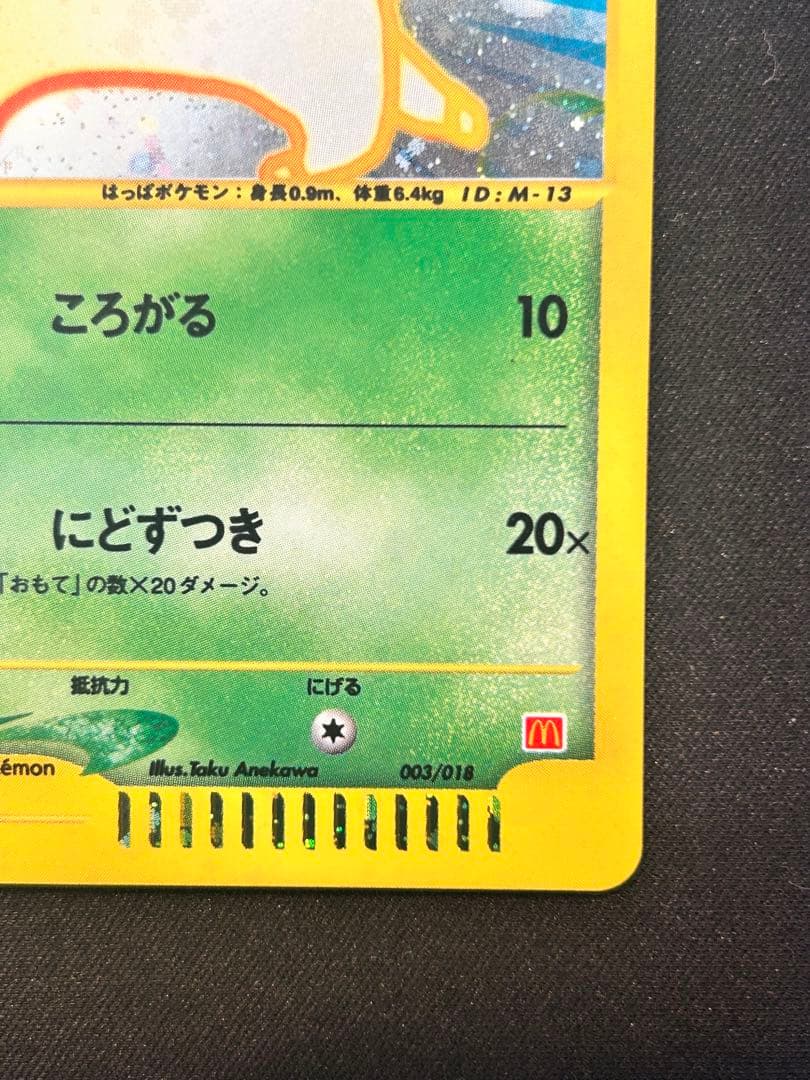 はっぱポケモン：身長0.9m、体重6.4kg ID:M-13
ころがる 10
にどずつき 20×
「おもて」の数×20ダメージ。
抵抗力 にげる
émon Illus.Taku Anekawa 003/018